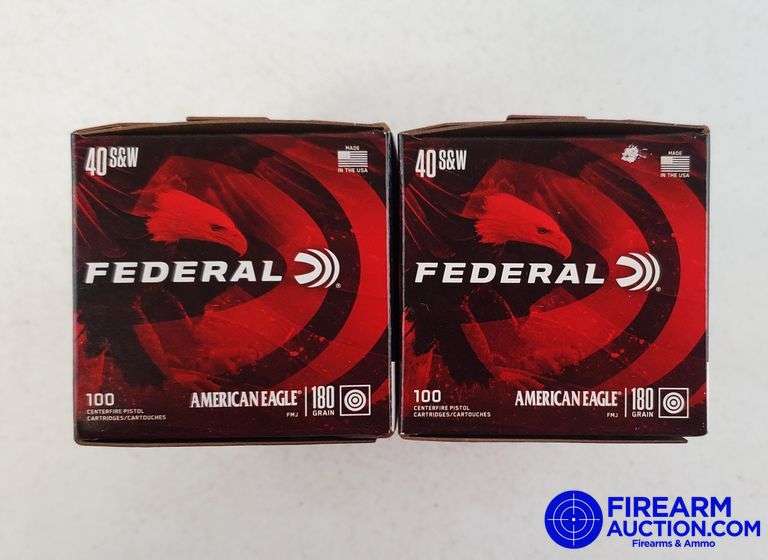 40 S&W
MADE
IN THE USA
FEDERAL®
100
CENTERFIRE PISTOL
CARTRIDGES/CARTOUCHES
AMERICAN EAGLE®
FMJ
180
GRAIN
40 S&W
MADE
IN THE USA
FEDERAL®
100
CENTERFIRE PISTOL
CARTRIDGES/CARTOUCHES
AMERICAN EAGLE®
FMJ
180
GRAIN
FIREARM
AUCTION.COM
Firearms & Ammo